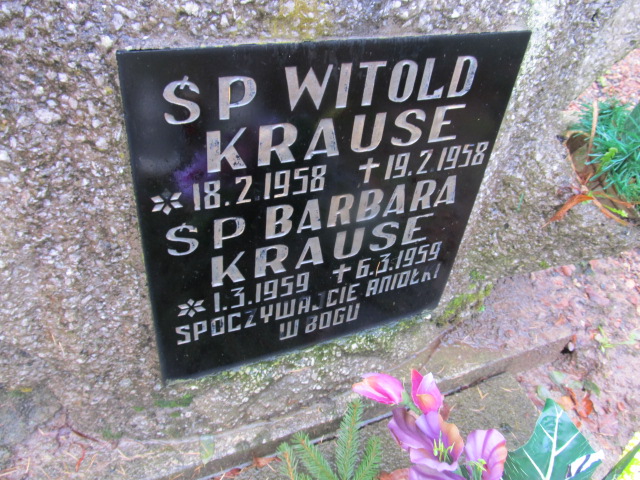 ŚP WITOLD
KRAUSE
* 18.2.1958 + 19.2.1958
ŚP BARBARA
KRAUSE
* 1.3.1959 + 6.3.1959
SPOCZYWAJCIE ANIOŁKI
W BOGU